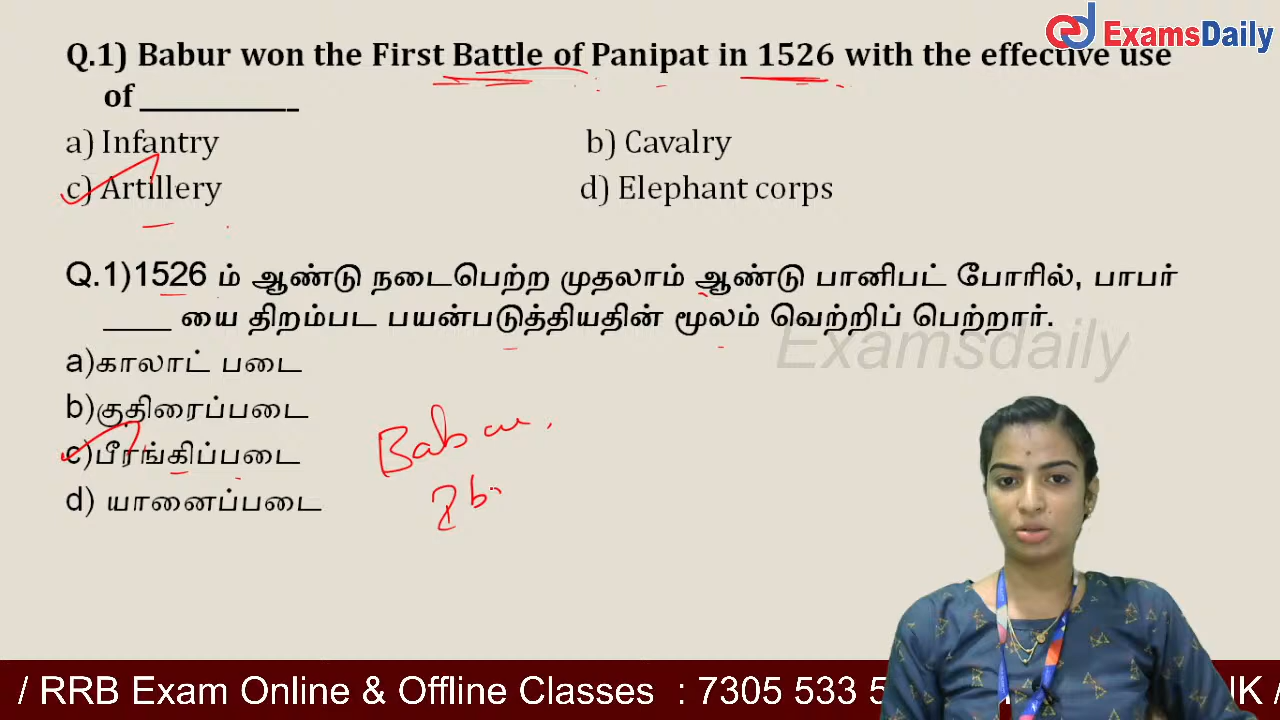 ExamsDaily
Q.1) Babur won the First Battle of Panipat in 1526 with the effective use
of ___________
a) Infantry
b) Cavalry
c) Artillery
d) Elephant corps
Q.1)1526 ம் ஆண்டு நடைபெற்ற முதலாம் ஆண்டு பானிபட் போரில், பாபர்
_____ யை திறம்பட பயன்படுத்தியதின் மூலம் வெற்றிப் பெற்றார்.
Examsdaily
a)காலாட் படை
b)குதிரைப்படை
c)பீரங்கிப்படை
d) யானைப்படை
/ RRB Exam Online & Offline Classes : 7305 533 5